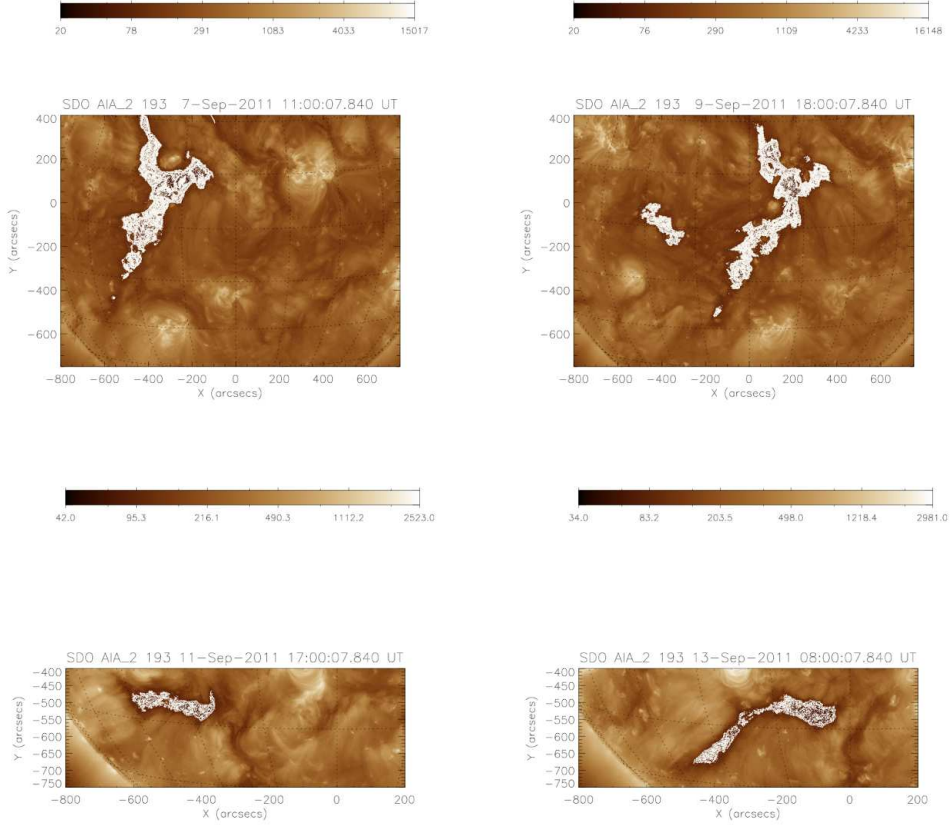 20 78 291 1083 4033 15017
20 76 290 1109 4233 16148
SDO AIA_2 193 7-Sep-2011 11:00:07.840 UT
400
200
0
-200
-400
-600
Y (arcsecs)
-800 -600 -400 -200 0 200 400 600
X (arcsecs)
SDO AIA_2 193 9-Sep-2011 18:00:07.840 UT
400
200
0
-200
-400
-600
Y (arcsecs)
-800 -600 -400 -200 0 200 400 600
X (arcsecs)
42.0 95.3 216.1 490.3 1112.2 2523.0
34.0 83.2 203.5 498.0 1218.4 2981.0
SDO AIA_2 193 11-Sep-2011 17:00:07.840 UT
-400
-450
-500
-550
-600
-650
-700
-750
Y (arcsecs)
-800 -600 -400 -200 0 200
X (arcsecs)
SDO AIA_2 193 13-Sep-2011 08:00:07.840 UT
-400
-450
-500
-550
-600
-650
-700
-750
Y (arcsecs)
-800 -600 -400 -200 0 200
X (arcsecs)